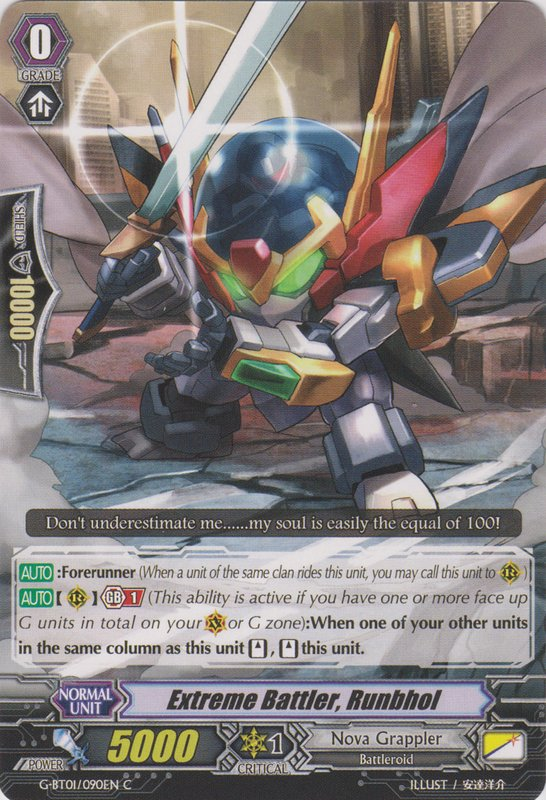 0
GRADE
SHIELD
10000
Don't underestimate me......my soul is easily the equal of 100!
AUTO :Forerunner (When a unit of the same clan rides this unit, you may call this unit to R )
AUTO【 R 】GB 1 (This ability is active if you have one or more face up
G units in total on your V or G zone):When one of your other units
in the same column as this unit , this unit.
NORMAL
UNIT
Extreme Battler, Runbhol
POWER
5000
1
CRITICAL
Nova Grappler
Battleroid
G-BT01/090EN C
ILLUST / 安達洋介